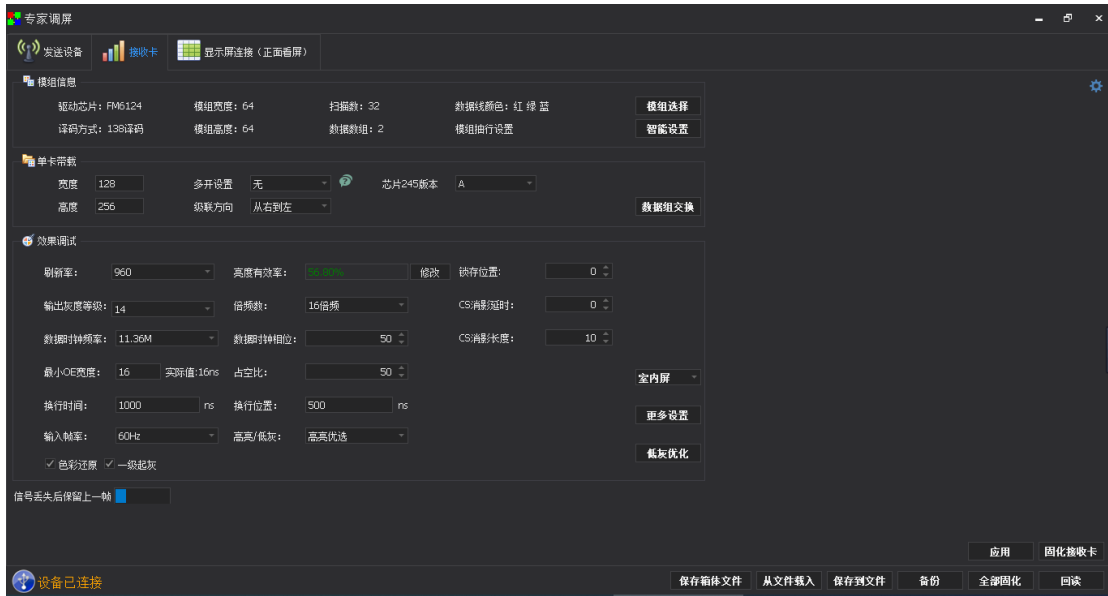 专家调屏
发送设备 接收卡 显示屏连接（正面看屏）
模组信息
驱动芯片: FM6124 模组宽度: 64 扫描数: 32 数据线颜色: 红 绿 蓝 模组选择
译码方式: 138译码 模组高度: 64 数据数组: 2 模组抽行设置 智能设置
单卡带载
宽度 128 多开设置 无 芯片245版本 A
高度 256 级联方向 从右到左 数据组交换
效果调试
刷新率: 960 亮度有效率: 56.80% 修改 锁存位置: 0
输出灰度等级: 14 倍频数: 16倍频 CS消影延时: 0
数据时钟频率: 11.36M 数据时钟相位: 50 CS消影长度: 10
最小OE宽度: 16 实际值:16ns 占空比: 50 室内屏
换行时间: 1000 ns 换行位置: 500 ns 更多设置
输入帧率: 60Hz 高亮/低灰: 高亮优选
低灰优化
色彩还原 一级起灰
信号丢失后保留上一帧
应用 固化接收卡
设备已连接 保存箱体文件 从文件载入 保存到文件 备份 全部固化 回读